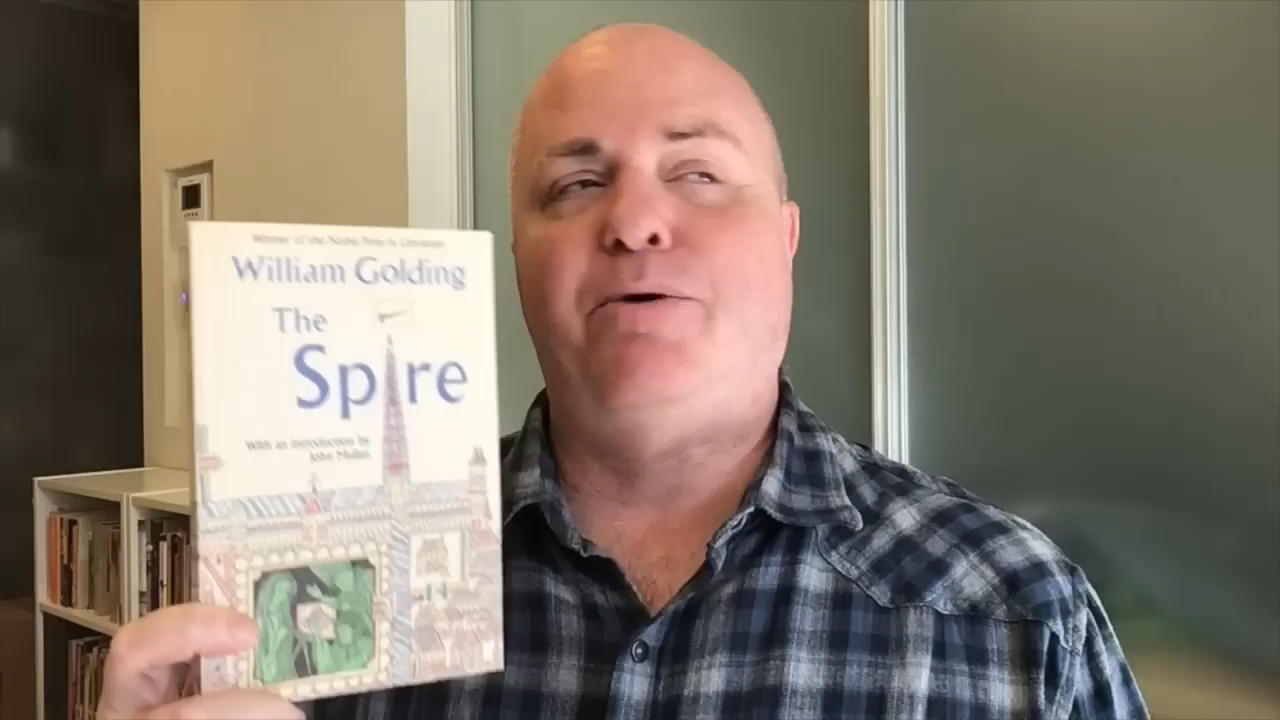 Winner of the Nobel Prize in Literature
William Golding
The
Spire
With an introduction by
John Mullan